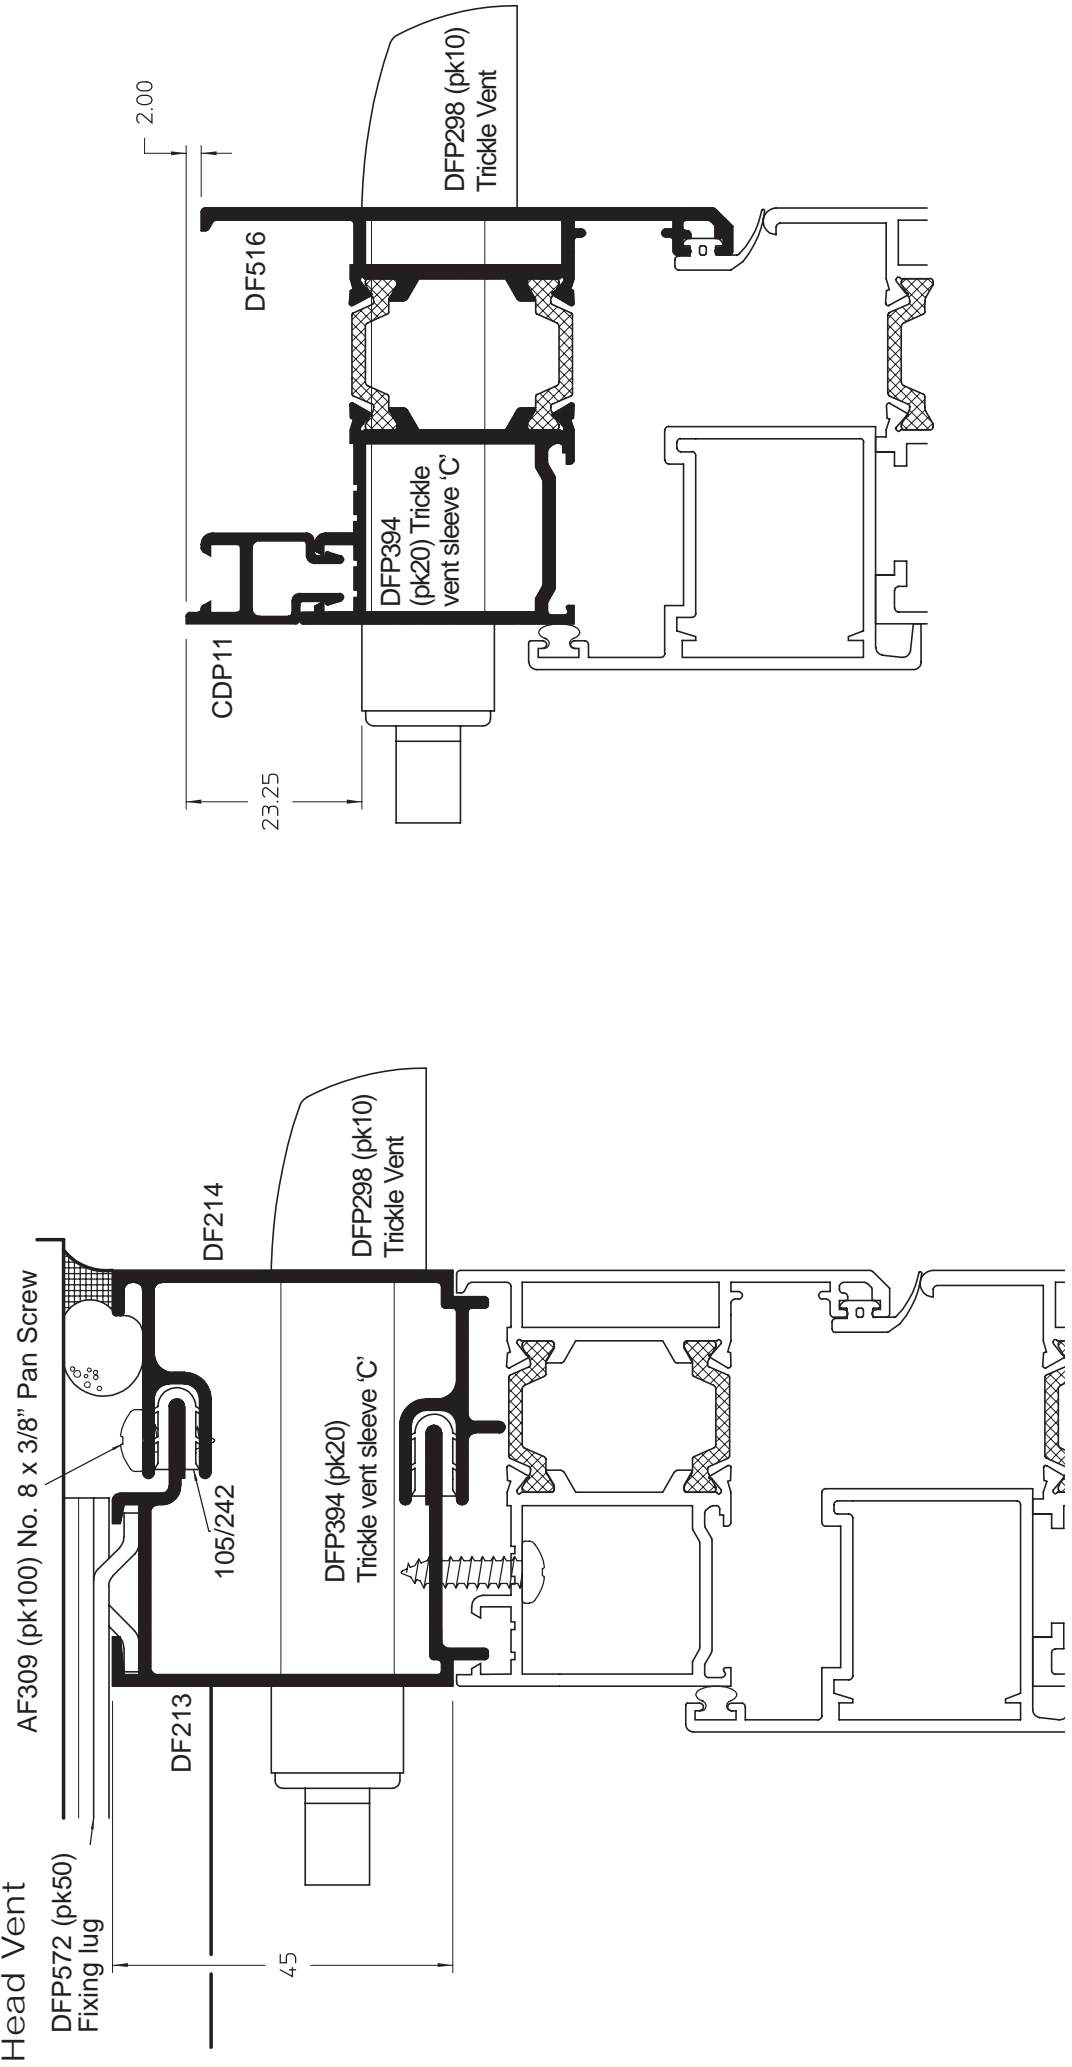 Head Vent
DFP572 (pk50)
Fixing lug
AF309 (pk100) No. 8 x 3/8” Pan Screw
45
DF213
105/242
DF214
DFP394 (pk20)
Trickle vent sleeve ‘C’
DFP298 (pk10)
Trickle Vent
23.25
CDP11
DF516
2.00
DFP394
(pk20) Trickle
vent sleeve ‘C’
DFP298 (pk10)
Trickle Vent